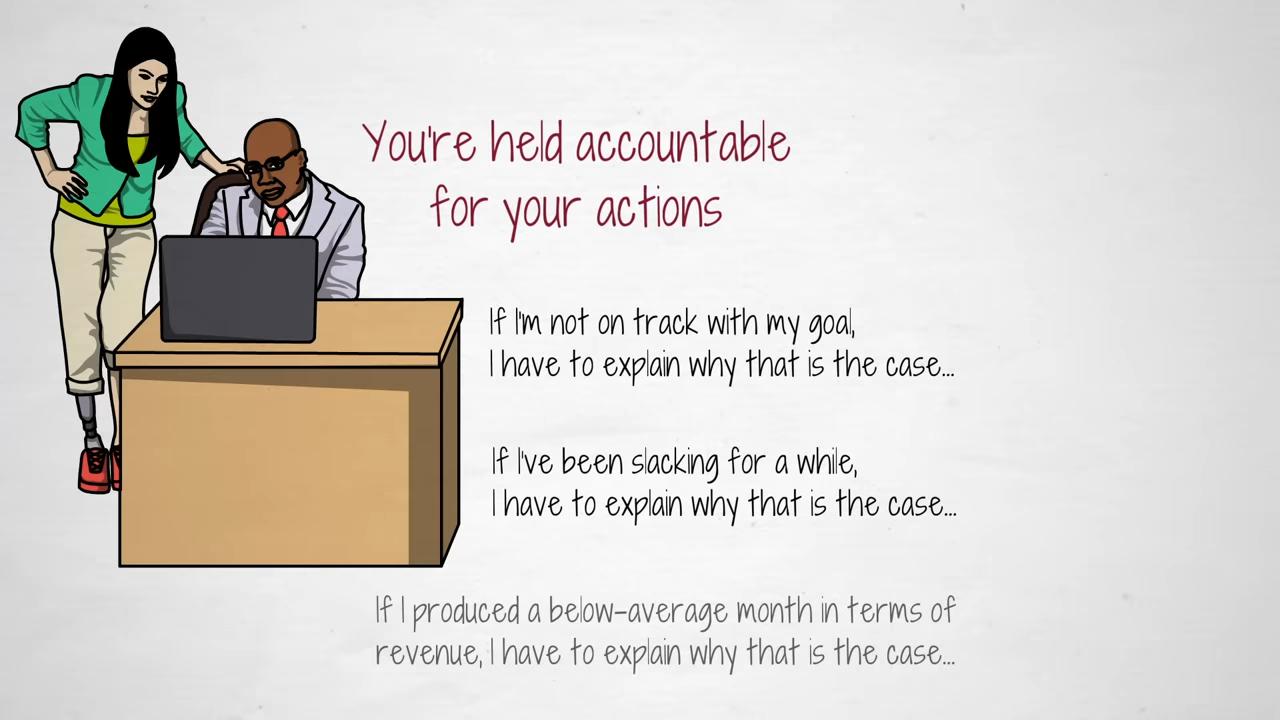 You're held accountable
for your actions
If I'm not on track with my goal,
I have to explain why that is the case...
If I've been slacking for a while,
I have to explain why that is the case...
If I produced a below-average month in terms of
revenue, I have to explain why that is the case...